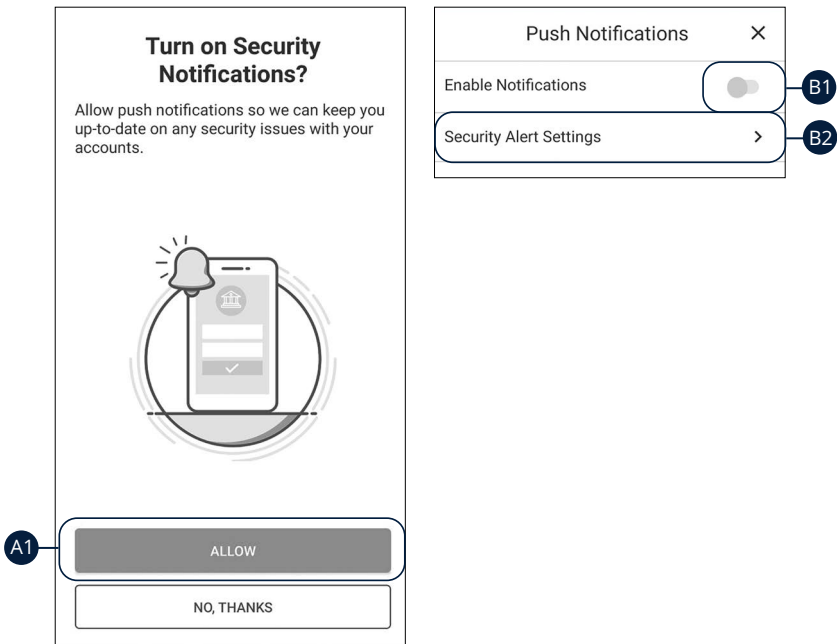 Turn on Security
Notifications?
Allow push notifications so we can keep you
up-to-date on any security issues with your
accounts.
A1
ALLOW
NO, THANKS
Push Notifications
Enable Notifications
B1
Security Alert Settings
B2